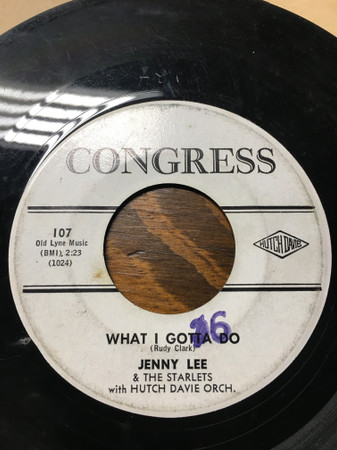 CONGRESS
107
Old Lyne Music
(BMI), 2:23
(1024)
HUTCH DAVIE
WHAT I GOTTA DO
16
(Rudy Clark)
JENNY LEE
& THE STARLETS
with HUTCH DAVIE ORCH.